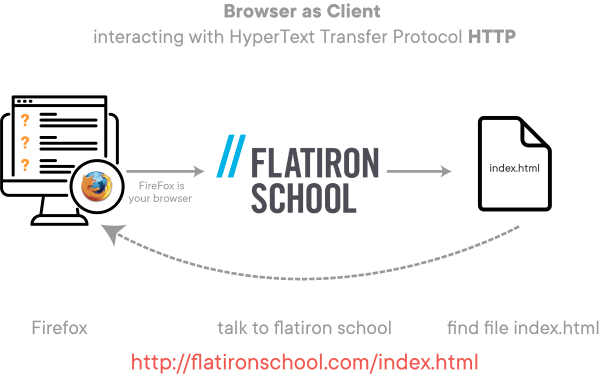 Browser as Client
interacting with HyperText Transfer Protocol HTTP
?
?
?
FireFox is
your browser
// FLATIRON
SCHOOL
index.html
Firefox
talk to flatiron school
find file index.html
http://flatironschool.com/index.html